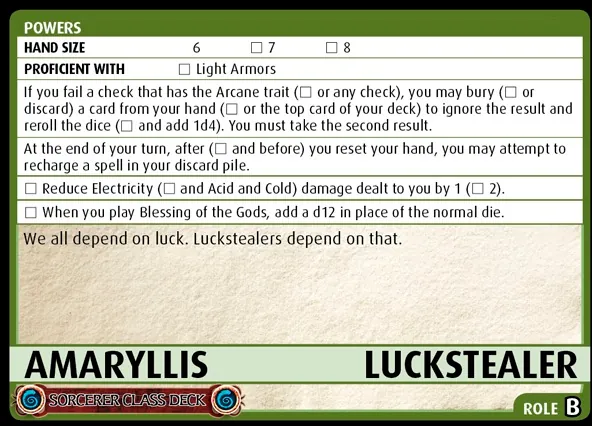 POWERS
HAND SIZE 6 □ 7 □ 8
PROFICIENT WITH □ Light Armors
If you fail a check that has the Arcane trait (□ or any check), you may bury (□ or
discard) a card from your hand (□ or the top card of your deck) to ignore the result and
reroll the dice (□ and add 1d4). You must take the second result.
At the end of your turn, after (□ and before) you reset your hand, you may attempt to
recharge a spell in your discard pile.
□ Reduce Electricity (□ and Acid and Cold) damage dealt to you by 1 (□ 2).
□ When you play Blessing of the Gods, add a d12 in place of the normal die.
We all depend on luck. Luckstealers depend on that.
AMARYLLIS LUCKSTEALER
SORCERER CLASS DECK
ROLE B